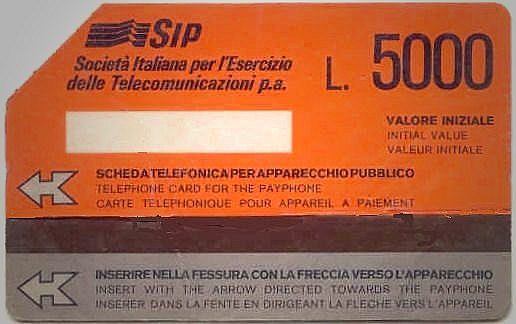 SIP
Società Italiana per l'Esercizio
delle Telecomunicazioni p.a.
L. 5000
VALORE INIZIALE
INITIAL VALUE
VALEUR INITIALE
SCHEDA TELEFONICA PER APPARECCHIO PUBBLICO
TELEPHONE CARD FOR THE PAYPHONE
CARTE TELEPHONIQUE POUR APPAREIL A PAIEMENT
INSERIRE NELLA FESSURA CON LA FRECCIA VERSO L'APPARECCHIO
INSERT WITH THE ARROW DIRECTED TOWARDS THE PAYPHONE
INSERER DANS LA FENTE EN DIRIGEANT LA FLECHE VERS L'APPAREIL